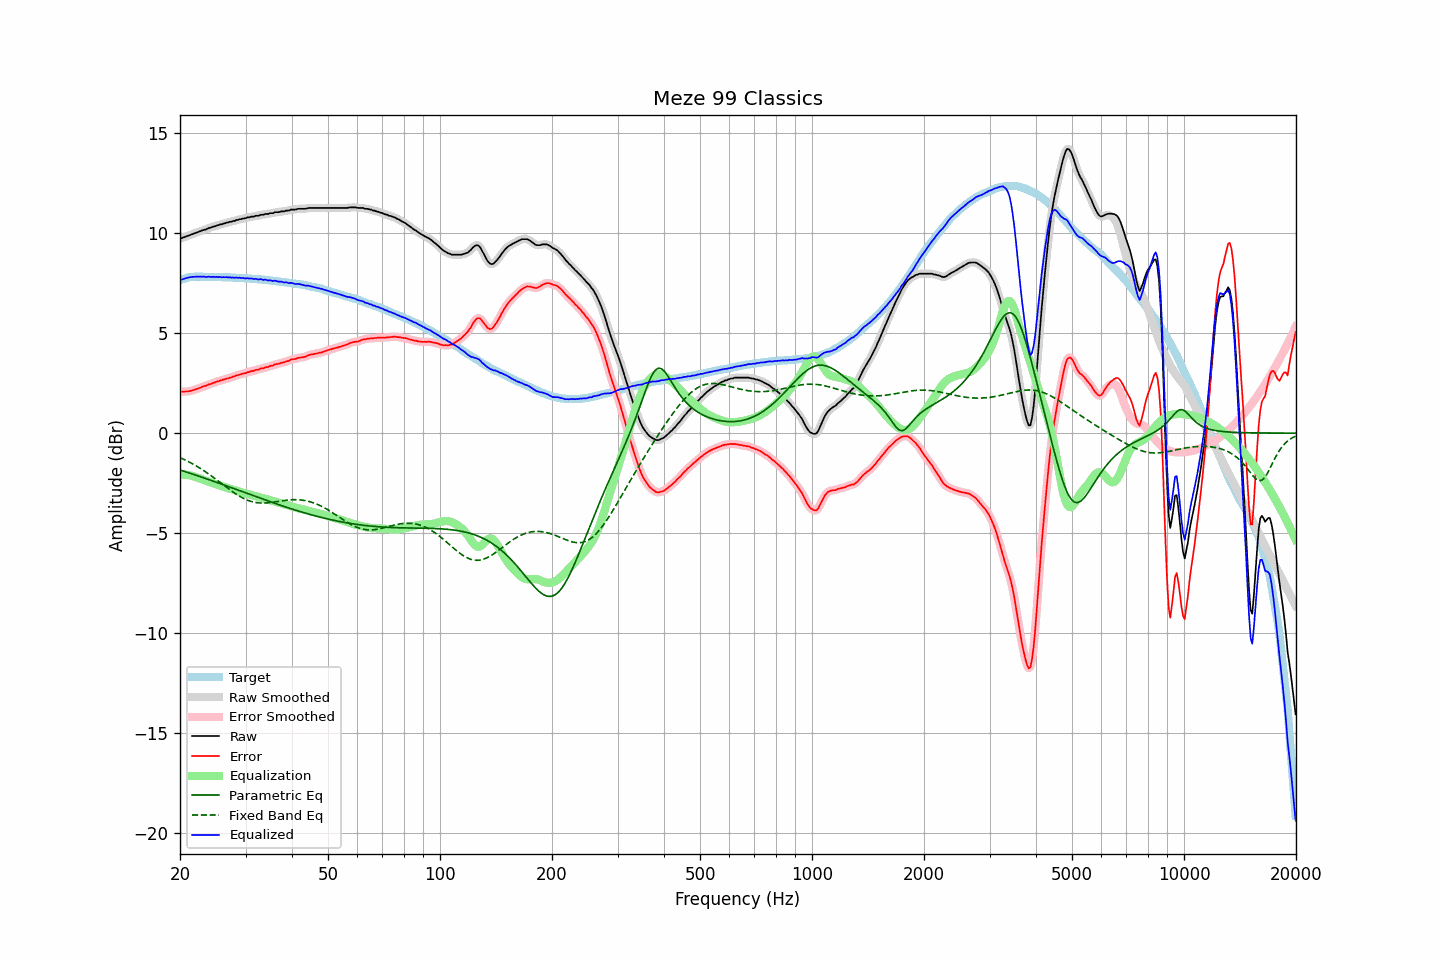 Meze 99 Classics
15
10
5
0
−5
−10
−15
−20
Amplitude (dBr)
Target
Raw Smoothed
Error Smoothed
Raw
Error
Equalization
Parametric Eq
Fixed Band Eq
Equalized
20 50 100 200 500 1000 2000 5000 10000 20000
Frequency (Hz)